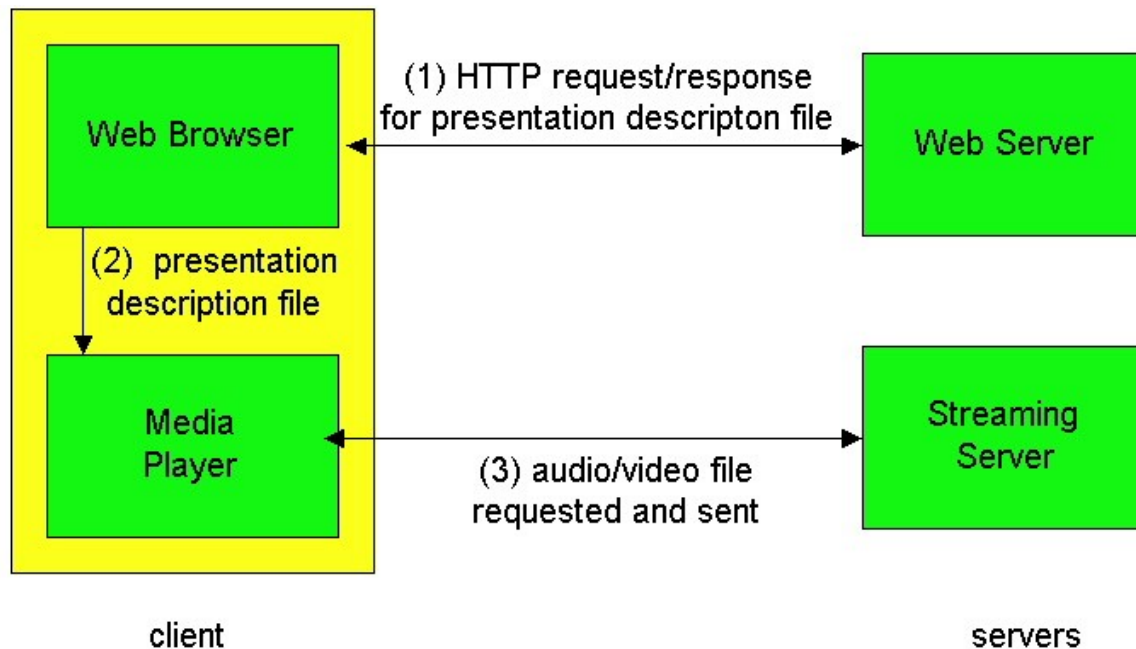 Web Browser
(1) HTTP request/response
for presentation descripton file
Web Server
(2) presentation
description file
Media
Player
(3) audio/video file
requested and sent
Streaming
Server
client
servers